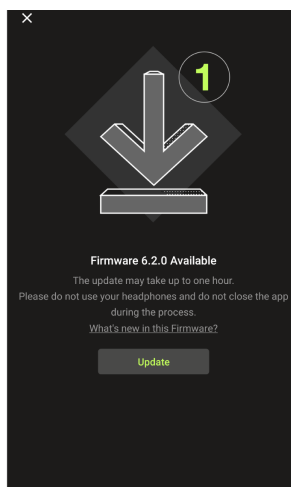 1
Firmware 6.2.0 Available
The update may take up to one hour.
Please do not use your headphones and do not close the app
during the process.
What's new in this Firmware?
Update